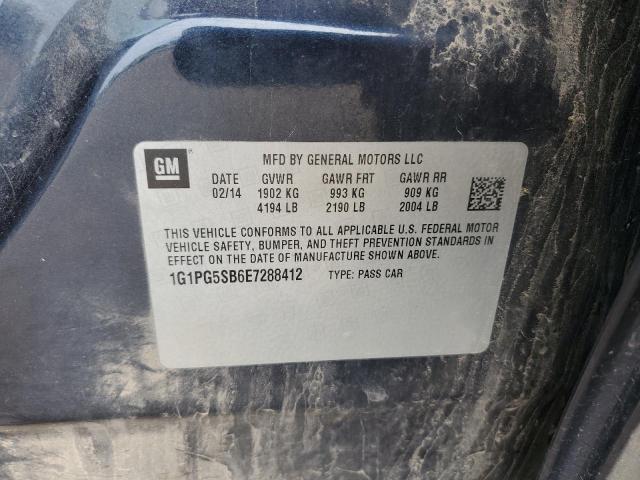 GM
MFD BY GENERAL MOTORS LLC
DATE GVWR GAWR FRT GAWR RR
02/14 1902 KG 993 KG 909 KG
4194 LB 2190 LB 2004 LB
THIS VEHICLE CONFORMS TO ALL APPLICABLE U.S. FEDERAL MOTOR
VEHICLE SAFETY, BUMPER, AND THEFT PREVENTION STANDARDS IN
EFFECT ON THE DATE OF MANUFACTURE SHOWN ABOVE.
1G1PG5SB6E7288412 TYPE: PASS CAR